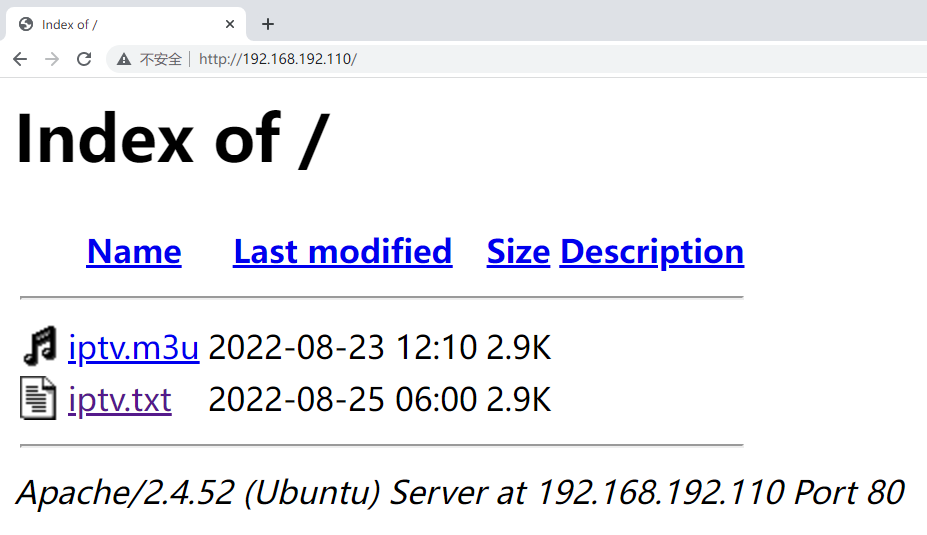 Index of /
不安全 | http://192.168.192.110/
Index of /
Name Last modified Size Description
iptv.m3u 2022-08-23 12:10 2.9K
iptv.txt 2022-08-25 06:00 2.9K
Apache/2.4.52 (Ubuntu) Server at 192.168.192.110 Port 80